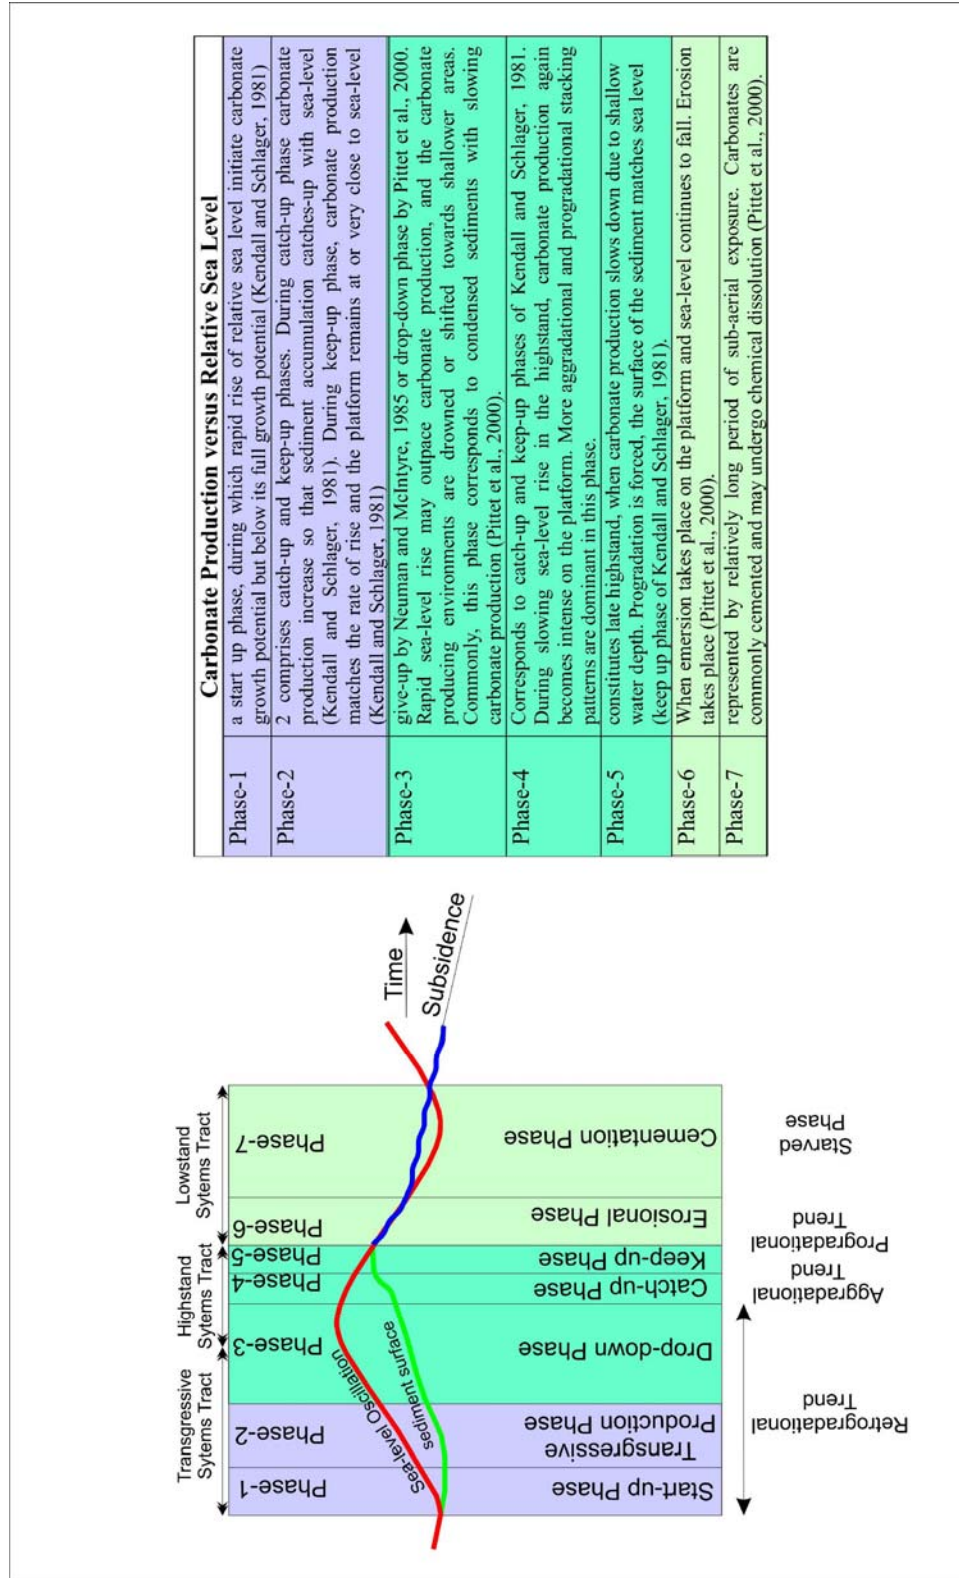 Transgressive
Sytems Tract
Highstand
Sytems Tract
Lowstand
Sytems Tract
Phase-1
Phase-2
Phase-3
Phase-4
Phase-5
Phase-6
Phase-7
Time
Subsidence
Sea-level Oscillation
sediment surface
Start-up Phase
Transgressive
Production Phase
Drop-down Phase
Catch-up Phase
Keep-up Phase
Erosional Phase
Cementation Phase
Retrogradational
Trend
Aggradational
Trend
Progradational
Trend
Starved
Phase
Carbonate Production versus Relative Sea Level
Phase-1
a start up phase, during which rapid rise of relative sea level initiate carbonate
growth potential but below its full growth potential (Kendall and Schlager, 1981)
Phase-2
2 comprises catch-up and keep-up phases. During catch-up phase carbonate
production increase so that sediment accumulation catches-up with sea-level
(Kendall and Schlager, 1981). During keep-up phase, carbonate production
matches the rate of rise and the platform remains at or very close to sea-level
(Kendall and Schlager, 1981)
Phase-3
give-up by Neuman and McIntyre, 1985 or drop-down phase by Pittet et al., 2000.
Rapid sea-level rise may outpace carbonate production, and the carbonate
producing environments are drowned or shifted towards shallower areas.
Commonly, this phase corresponds to condensed sediments with slowing
carbonate production (Pittet et al., 2000).
Phase-4
Corresponds to catch-up and keep-up phases of Kendall and Schlager, 1981.
During slowing sea-level rise in the highstand, carbonate production again
becomes intense on the platform. More aggradational and progradational stacking
patterns are dominant in this phase.
Phase-5
constitutes late highstand, when carbonate production slows down due to shallow
water depth. Progradation is forced, the surface of the sediment matches sea level
(keep up phase of Kendall and Schlager, 1981).
Phase-6
When emersion takes place on the platform and sea-level continues to fall. Erosion
takes place (Pittet et al., 2000).
Phase-7
represented by relatively long period of sub-aerial exposure. Carbonates are
commonly cemented and may undergo chemical dissolution (Pittet et al., 2000).